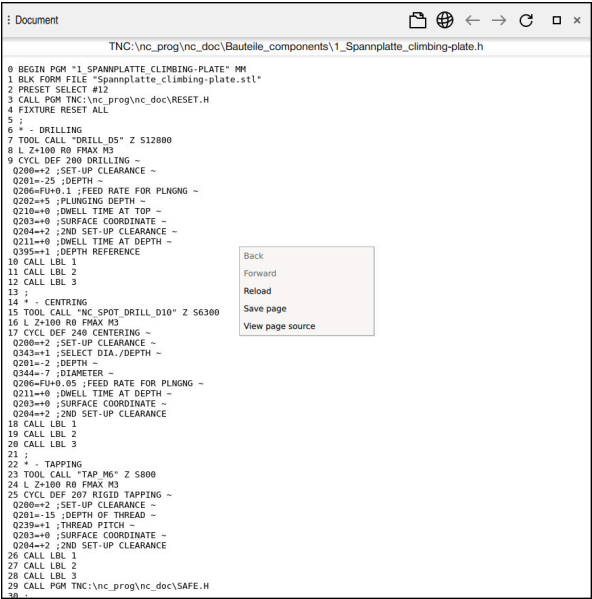 Document
TNC:\nc_prog\nc_doc\Bauteile_components\1_Spannplatte_climbing-plate.h
0 BEGIN PGM "1_SPANNPLATTE_CLIMBING-PLATE" MM
1 BLK FORM FILE "Spannplatte_climbing-plate.stl"
2 PRESET SELECT #12
3 CALL PGM TNC:\nc_prog\nc_doc\RESET.H
4 FIXTURE RESET ALL
5 ;
6 * - DRILLING
7 TOOL CALL "DRILL_D5" Z S12800
8 L Z+100 R0 FMAX M3
9 CYCL DEF 200 DRILLING ~
Q200=+2 ;SET-UP CLEARANCE ~
Q201=-25 ;DEPTH ~
Q206=FU+0.1 ;FEED RATE FOR PLNGNG ~
Q202=+5 ;PLUNGING DEPTH ~
Q210=+0 ;DWELL TIME AT TOP ~
Q203=+0 ;SURFACE COORDINATE ~
Q204=+2 ;2ND SET-UP CLEARANCE ~
Q211=+0 ;DWELL TIME AT DEPTH ~
Q395=+1 ;DEPTH REFERENCE
10 CALL LBL 1
11 CALL LBL 2
12 CALL LBL 3
13 ;
14 * - CENTRING
15 TOOL CALL "NC_SPOT_DRILL_D10" Z S6300
16 L Z+100 R0 FMAX M3
17 CYCL DEF 240 CENTERING ~
Q200=+2 ;SET-UP CLEARANCE ~
Q343=+1 ;SELECT DIA./DEPTH ~
Q201=-2 ;DEPTH ~
Q344=-7 ;DIAMETER ~
Q206=FU+0.05 ;FEED RATE FOR PLNGNG ~
Q211=+0 ;DWELL TIME AT DEPTH ~
Q203=+0 ;SURFACE COORDINATE ~
Q204=+2 ;2ND SET-UP CLEARANCE
18 CALL LBL 1
19 CALL LBL 2
20 CALL LBL 3
21 ;
22 * - TAPPING
23 TOOL CALL "TAP_M6" Z S800
24 L Z+100 R0 FMAX M3
25 CYCL DEF 207 RIGID TAPPING ~
Q200=+2 ;SET-UP CLEARANCE ~
Q201=-15 ;DEPTH OF THREAD ~
Q239=+1 ;THREAD PITCH ~
Q203=+0 ;SURFACE COORDINATE ~
Q204=+2 ;2ND SET-UP CLEARANCE
26 CALL LBL 1
27 CALL LBL 2
28 CALL LBL 3
29 CALL PGM TNC:\nc_prog\nc_doc\SAFE.H
30 ;
Back
Forward
Reload
Save page
View page source